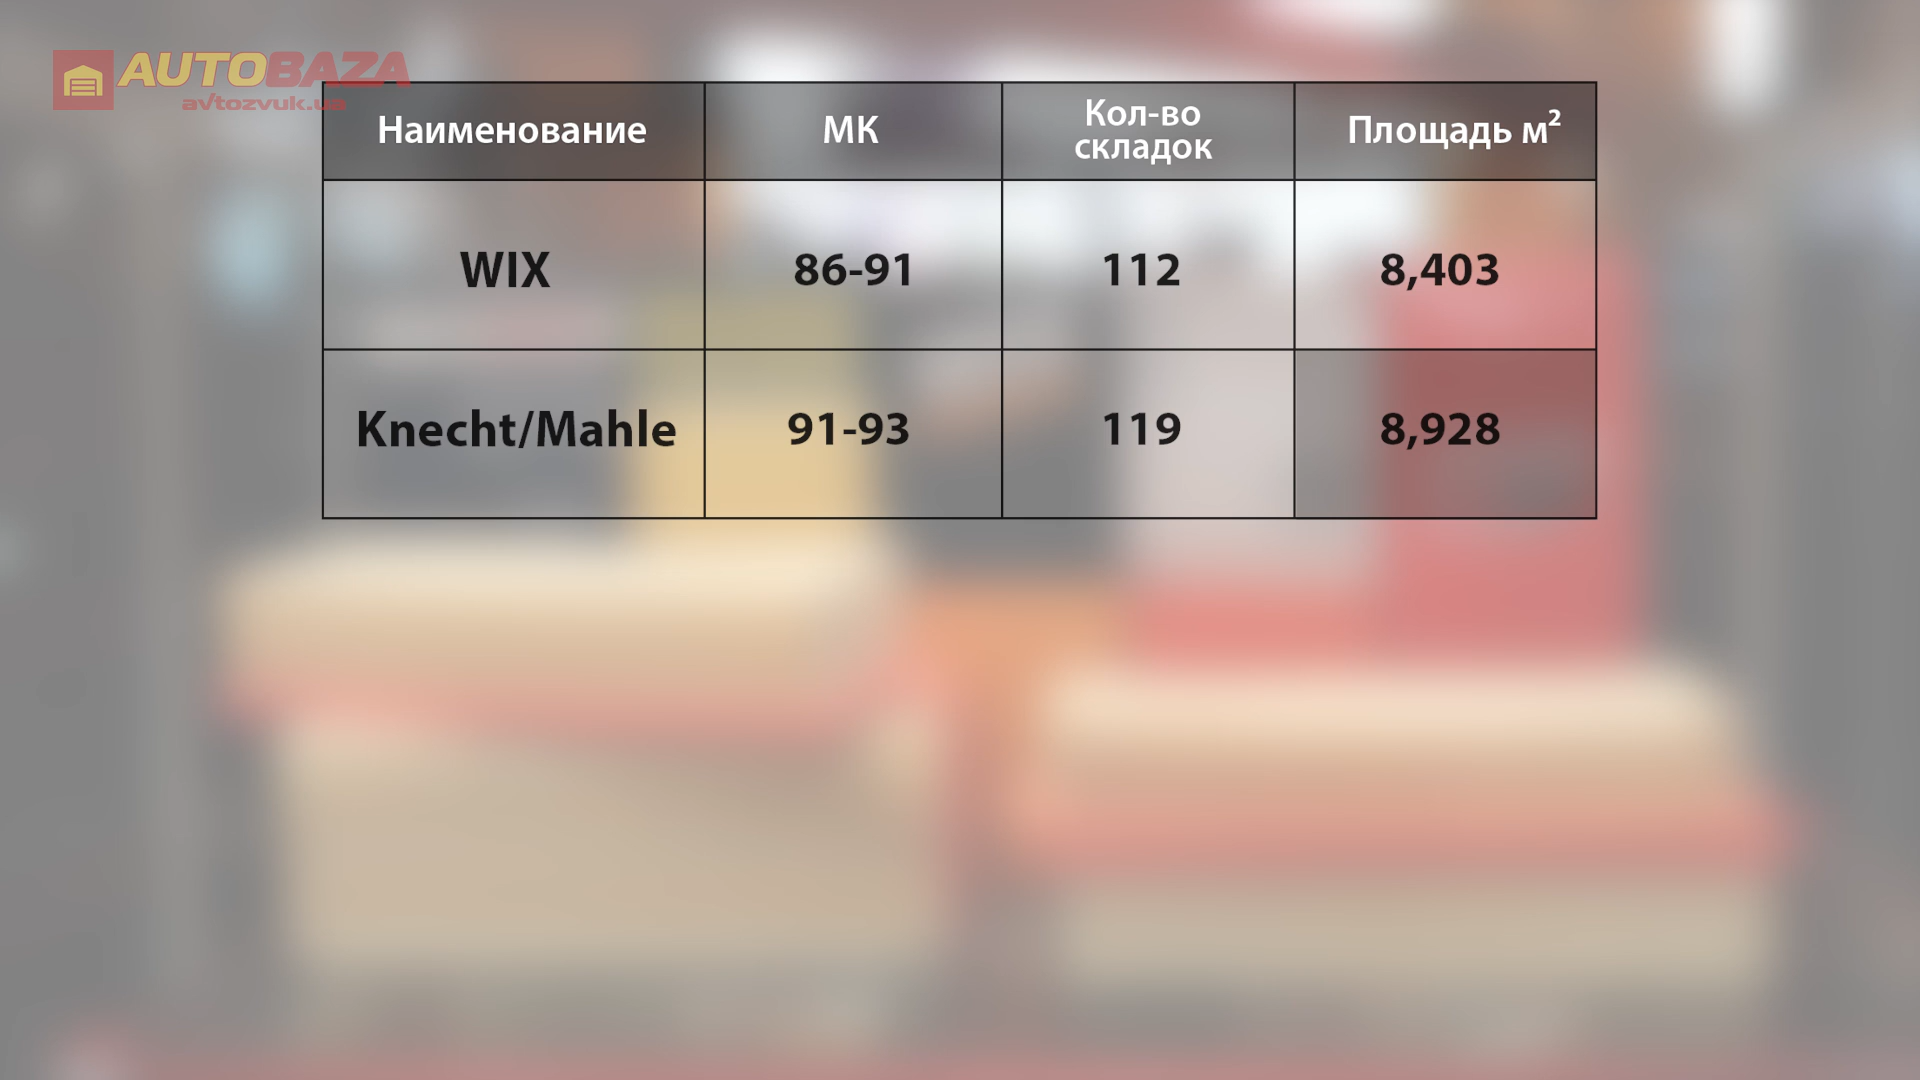 AUTOBAZA
avtozvuk.ua
Наименование МК Кол-во складок Площадь м²
WIX 86-91 112 8,403
Knecht/Mahle 91-93 119 8,928